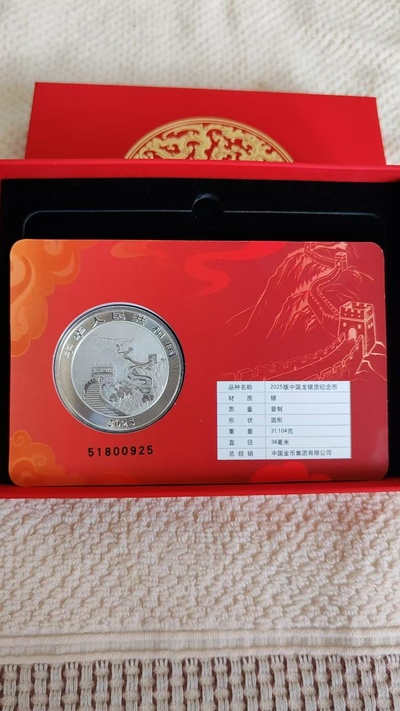 中华人民共和国
2025
51800925
品种名称 2025版中国龙银质纪念币
材质 银
质量 普制
形状 圆形
重量 31.104克
直径 38毫米
总经销 中国金币集团有限公司